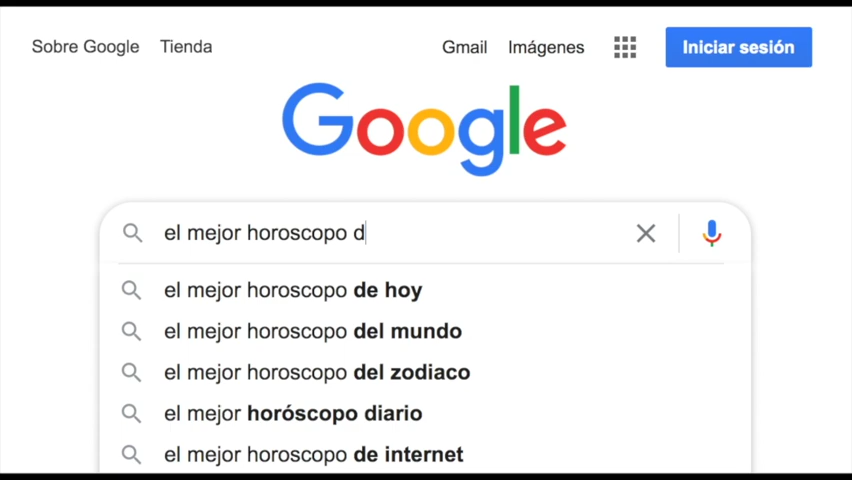 Sobre Google Tienda Gmail Imágenes Iniciar sesión
Google
el mejor horoscopo d
el mejor horoscopo de hoy
el mejor horoscopo del mundo
el mejor horoscopo del zodiaco
el mejor horóscopo diario
el mejor horoscopo de internet